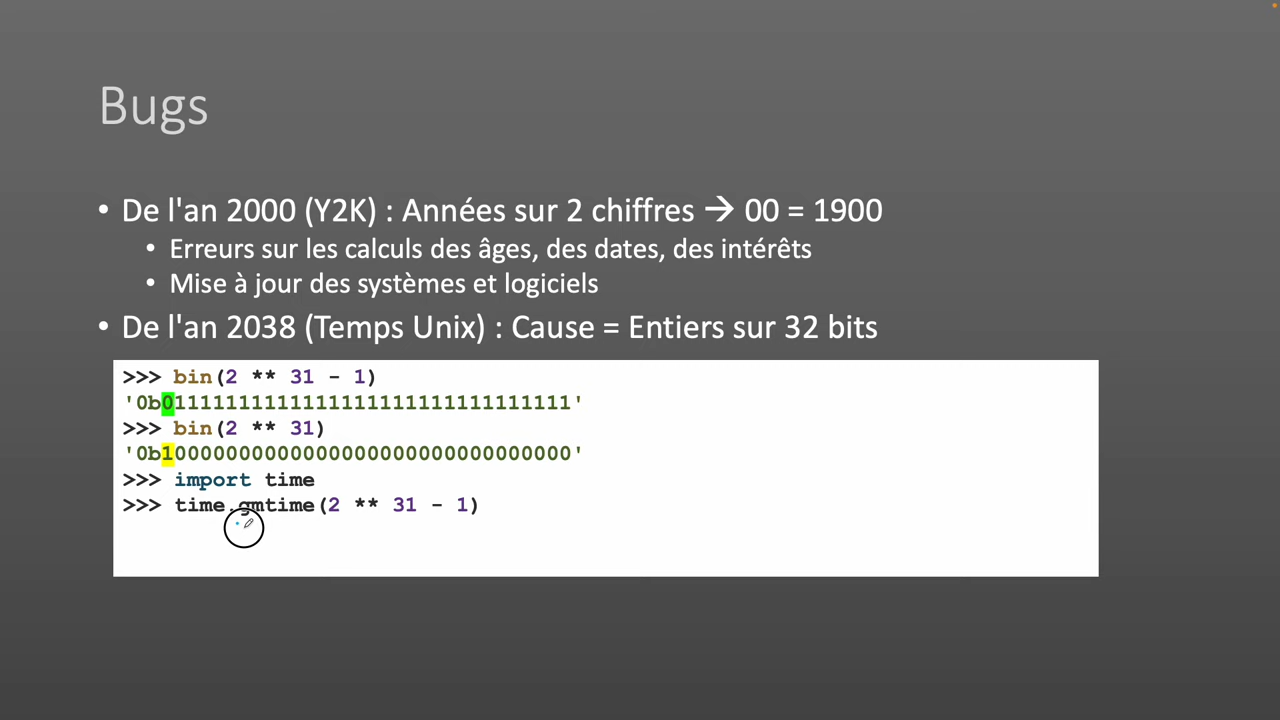 Bugs
• De l'an 2000 (Y2K) : Années sur 2 chiffres → 00 = 1900
• Erreurs sur les calculs des âges, des dates, des intérêts
• Mise à jour des systèmes et logiciels
• De l'an 2038 (Temps Unix) : Cause = Entiers sur 32 bits
>>> bin(2 ** 31 - 1)
'0b01111111111111111111111111111111'
>>> bin(2 ** 31)
'0b10000000000000000000000000000000'
>>> import time
>>> time.gmtime(2 ** 31 - 1)